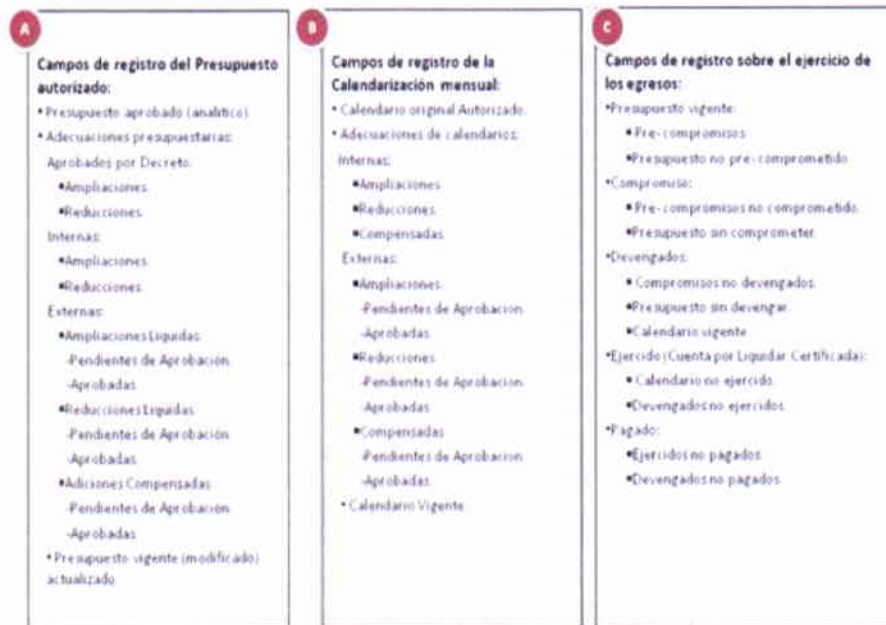 A
Campos de registro del Presupuesto
autorizado:
• Presupuesto aprobado (analítico)
• Adecuaciones presupuestarias:
Aprobados por Decreto:
▪Ampliaciones
▪Reducciones
Internas:
▪Ampliaciones
▪Reducciones
Externas:
▪Ampliaciones Liquidas
-Pendientes de Aprobación
-Aprobadas
▪Reducciones Liquidas
-Pendientes de Aprobación
-Aprobadas
▪Adiciones Compensadas
-Pendientes de Aprobación
-Aprobadas
• Presupuesto vigente (modificado)
actualizado
B
Campos de registro de la
Calendarización mensual:
• Calendario original Autorizado.
• Adecuaciones de calendarios:
Internas:
▪Ampliaciones
▪Reducciones
▪Compensadas
Externas:
▪Ampliaciones
-Pendientes de Aprobacion
-Aprobadas
▪Reducciones
-Pendientes de Aprobacion
-Aprobadas
▪Compensadas
-Pendientes de Aprobacion
-Aprobadas
• Calendario Vigente
C
Campos de registro sobre el ejercicio de
los egresos:
•Presupuesto vigente:
▪ Pre-compromisos
▪Presupuesto no pre-comprometido
•Compromiso:
▪ Pre-compromisos no comprometido.
▪Presupuesto sin comprometer
•Devengados:
▪ Compromisos no devengados
▪Presupuesto sin devengar
▪Calendario vigente
•Ejercido (Cuenta por Liquidar Certificada):
▪ Calendario no ejercido
▪Devengados no ejercidos
•Pagado:
▪Ejercidos no pagados
▪Devengados no pagados